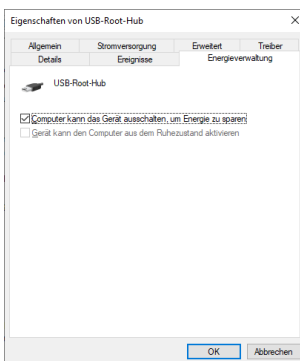 Eigenschaften von USB-Root-Hub
Allgemein Stromversorgung Erweitert Treiber
Details Ereignisse Energieverwaltung
USB-Root-Hub
Computer kann das Gerät ausschalten, um Energie zu sparen
Gerät kann den Computer aus dem Ruhezustand aktivieren
OK Abbrechen